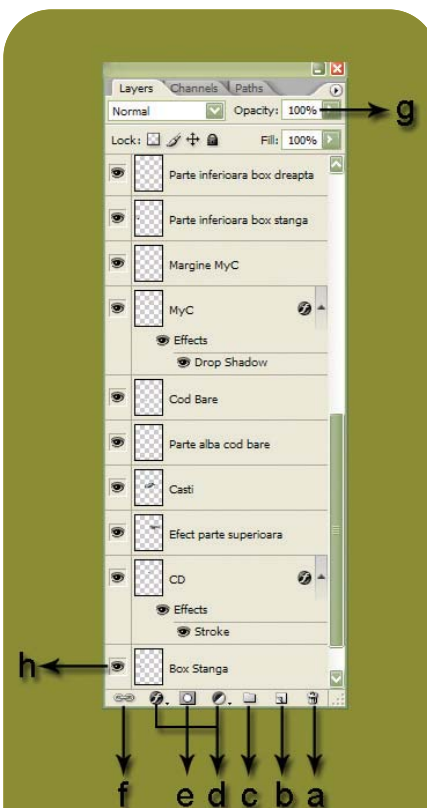 Layers Channels Paths
Normal Opacity: 100% g
Lock: Fill: 100%
Parte inferioara box dreapta
Parte inferioara box stanga
Margine MyC
MyC
Effects
Drop Shadow
Cod Bare
Parte alba cod bare
Casti
Efect parte superioara
CD
Effects
Stroke
h Box Stanga
f e d c b a